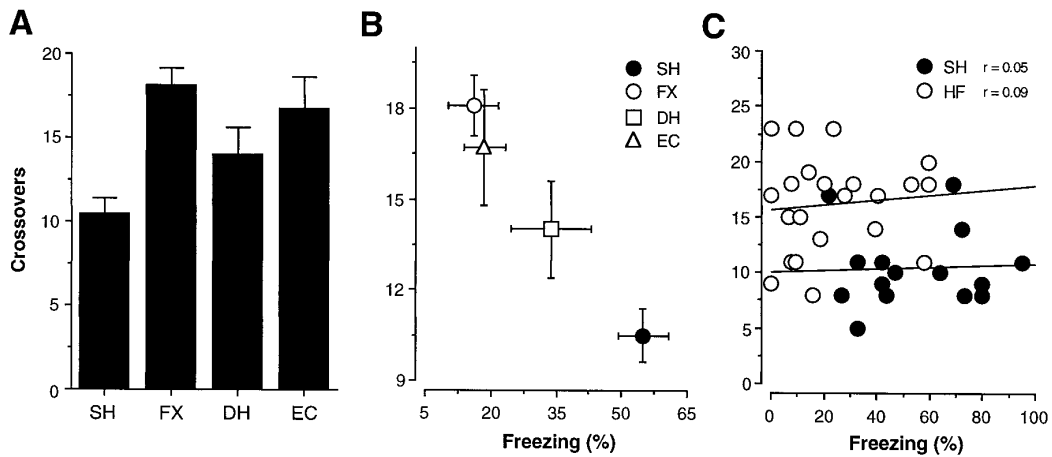 A
20
15
10
5
0
Crossovers
SH FX DH EC
B
SH
FX
DH
EC
18
15
12
9
5 20 35 50 65
Freezing (%)
C
SH r = 0.05
HF r = 0.09
30
25
20
15
10
5
0
0 20 40 60 80 100
Freezing (%)